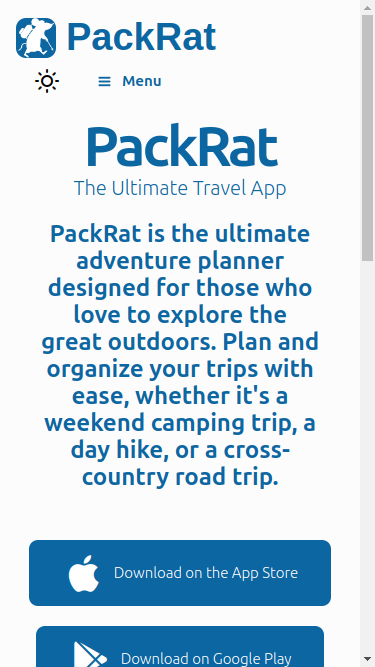 PackRat
Menu
PackRat
The Ultimate Travel App
PackRat is the ultimate
adventure planner
designed for those who
love to explore the
great outdoors. Plan and
organize your trips with
ease, whether it's a
weekend camping trip, a
day hike, or a cross-
country road trip.
Download on the App Store
Download on Google Play